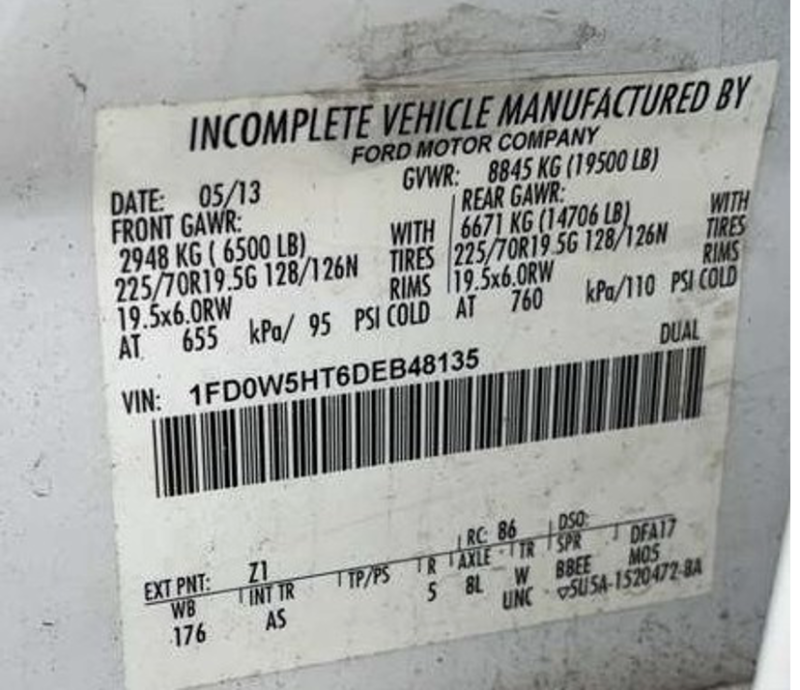 INCOMPLETE VEHICLE MANUFACTURED BY
FORD MOTOR COMPANY
DATE: 05/13 GVWR: 8845 KG (19500 LB)
FRONT GAWR: REAR GAWR:
2948 KG ( 6500 LB) WITH 6671 KG (14706 LB) WITH
225/70R19.5G 128/126N TIRES 225/70R19.5G 128/126N TIRES
19.5x6.0RW RIMS 19.5x6.0RW RIMS
AT 655 kPa/ 95 PSI COLD AT 760 kPa/110 PSI COLD
DUAL
VIN: 1FD0W5HT6DEB48135
EXT PNT: Z1 RC: 86 DSO:
WB INT TR TP/PS R AXLE TR SPR DFA17
176 AS 5 8L W BBEE M05
UNC ▽5U5A-1520472-BA